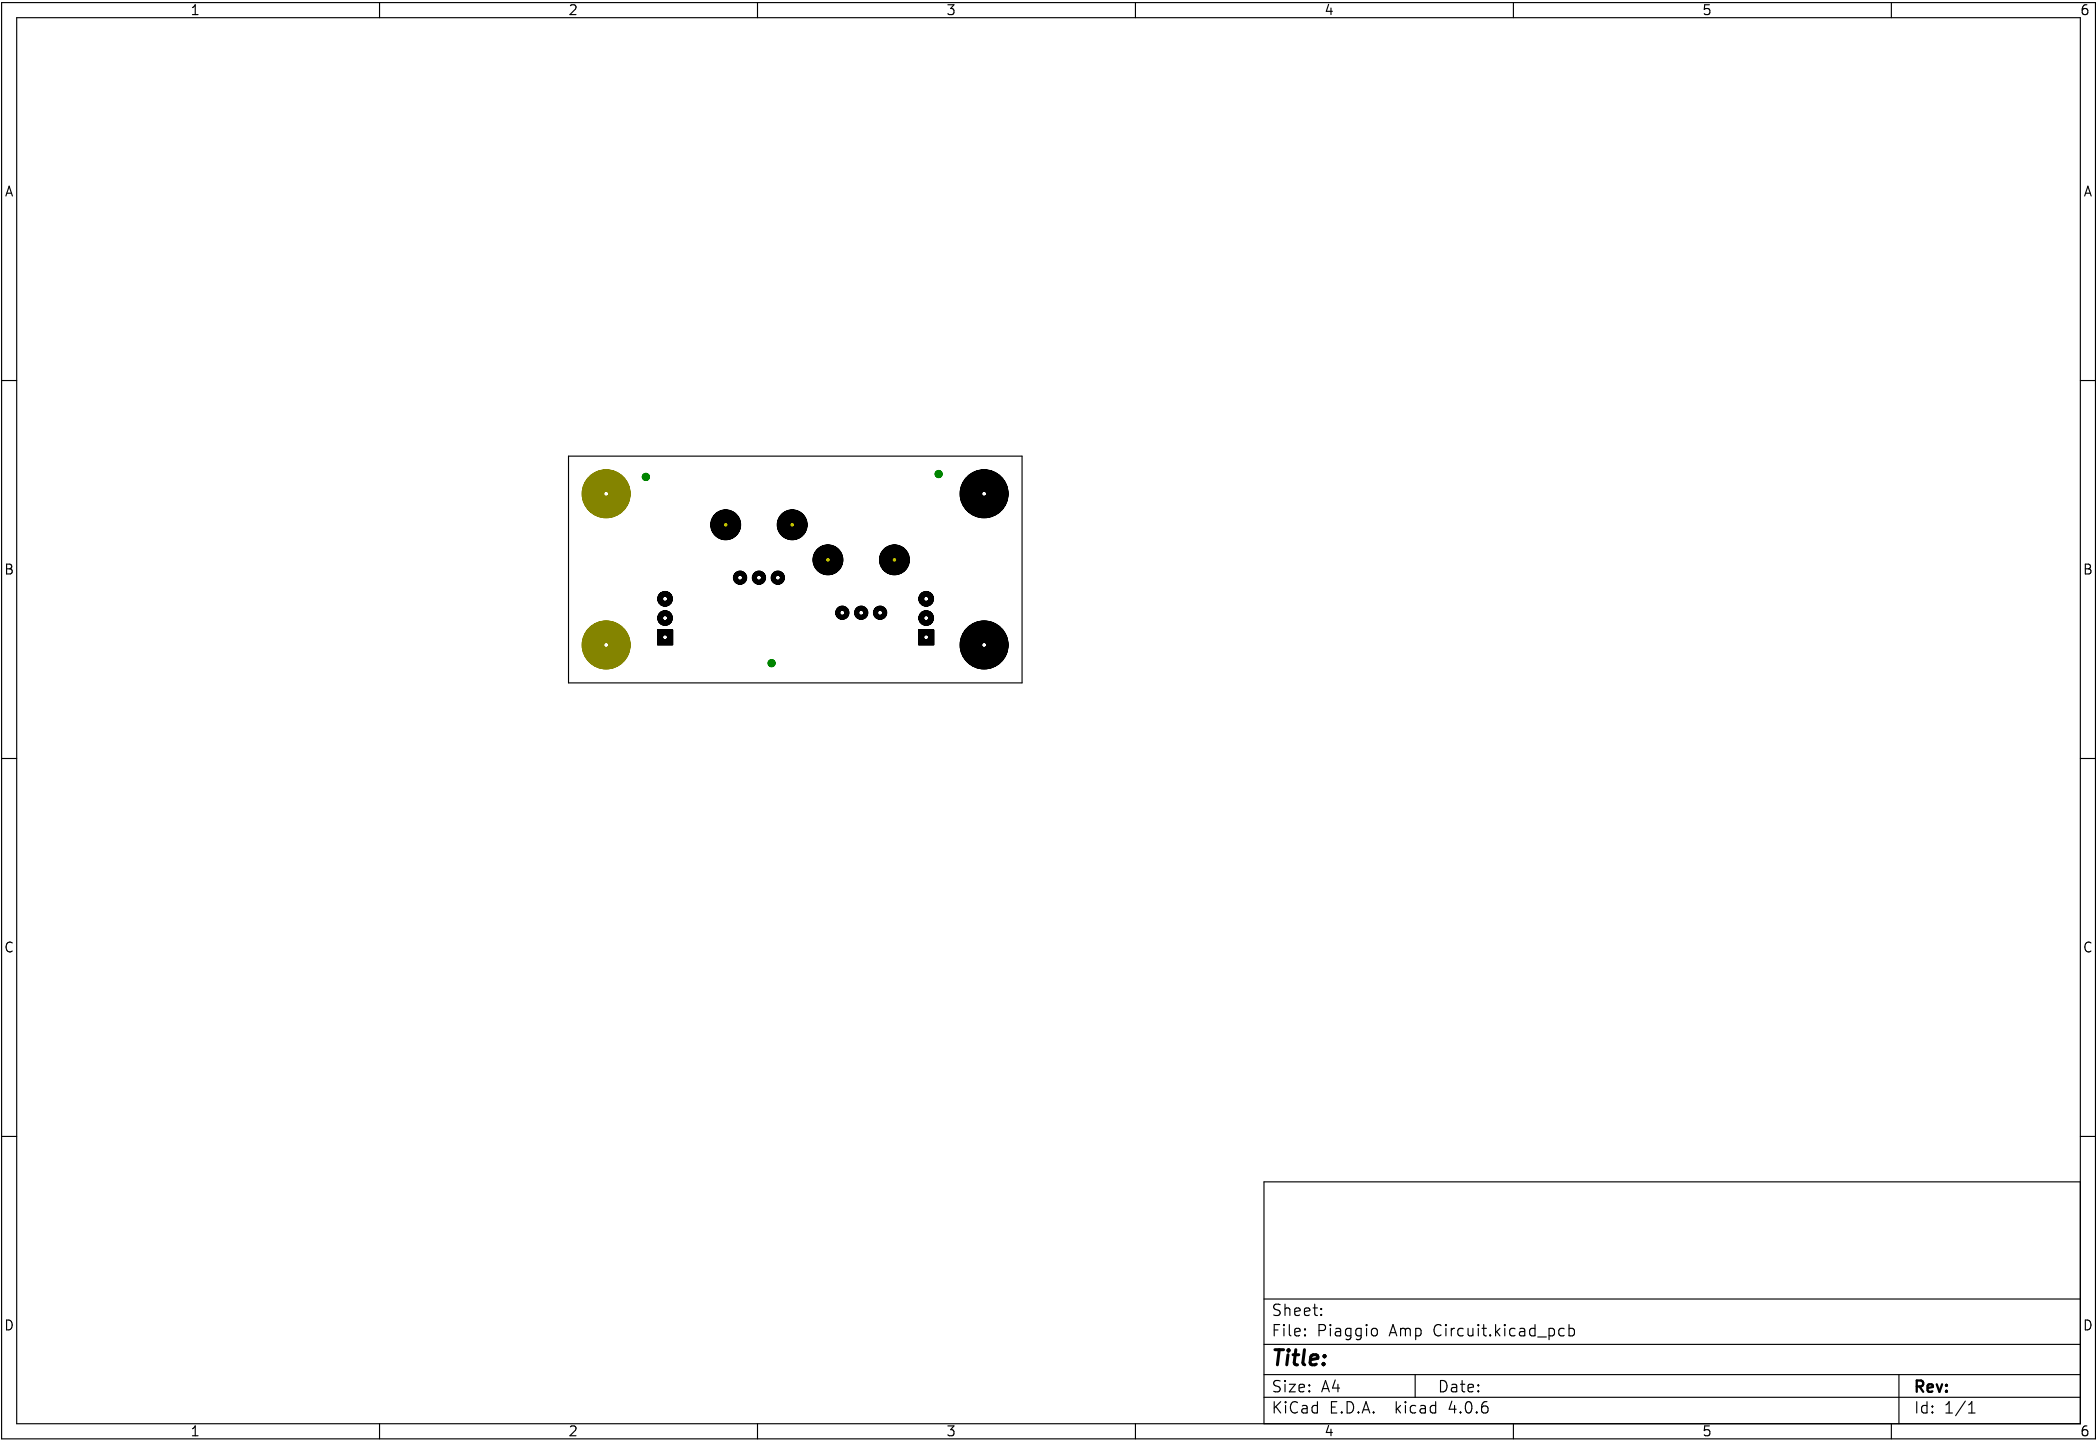 1 2 3 4 5 6
A A
B B
C C
D D
Sheet:
File: Piaggio Amp Circuit.kicad_pcb
Title:
Size: A4 Date: Rev:
KiCad E.D.A. kicad 4.0.6 Id: 1/1
1 2 3 4 5 6